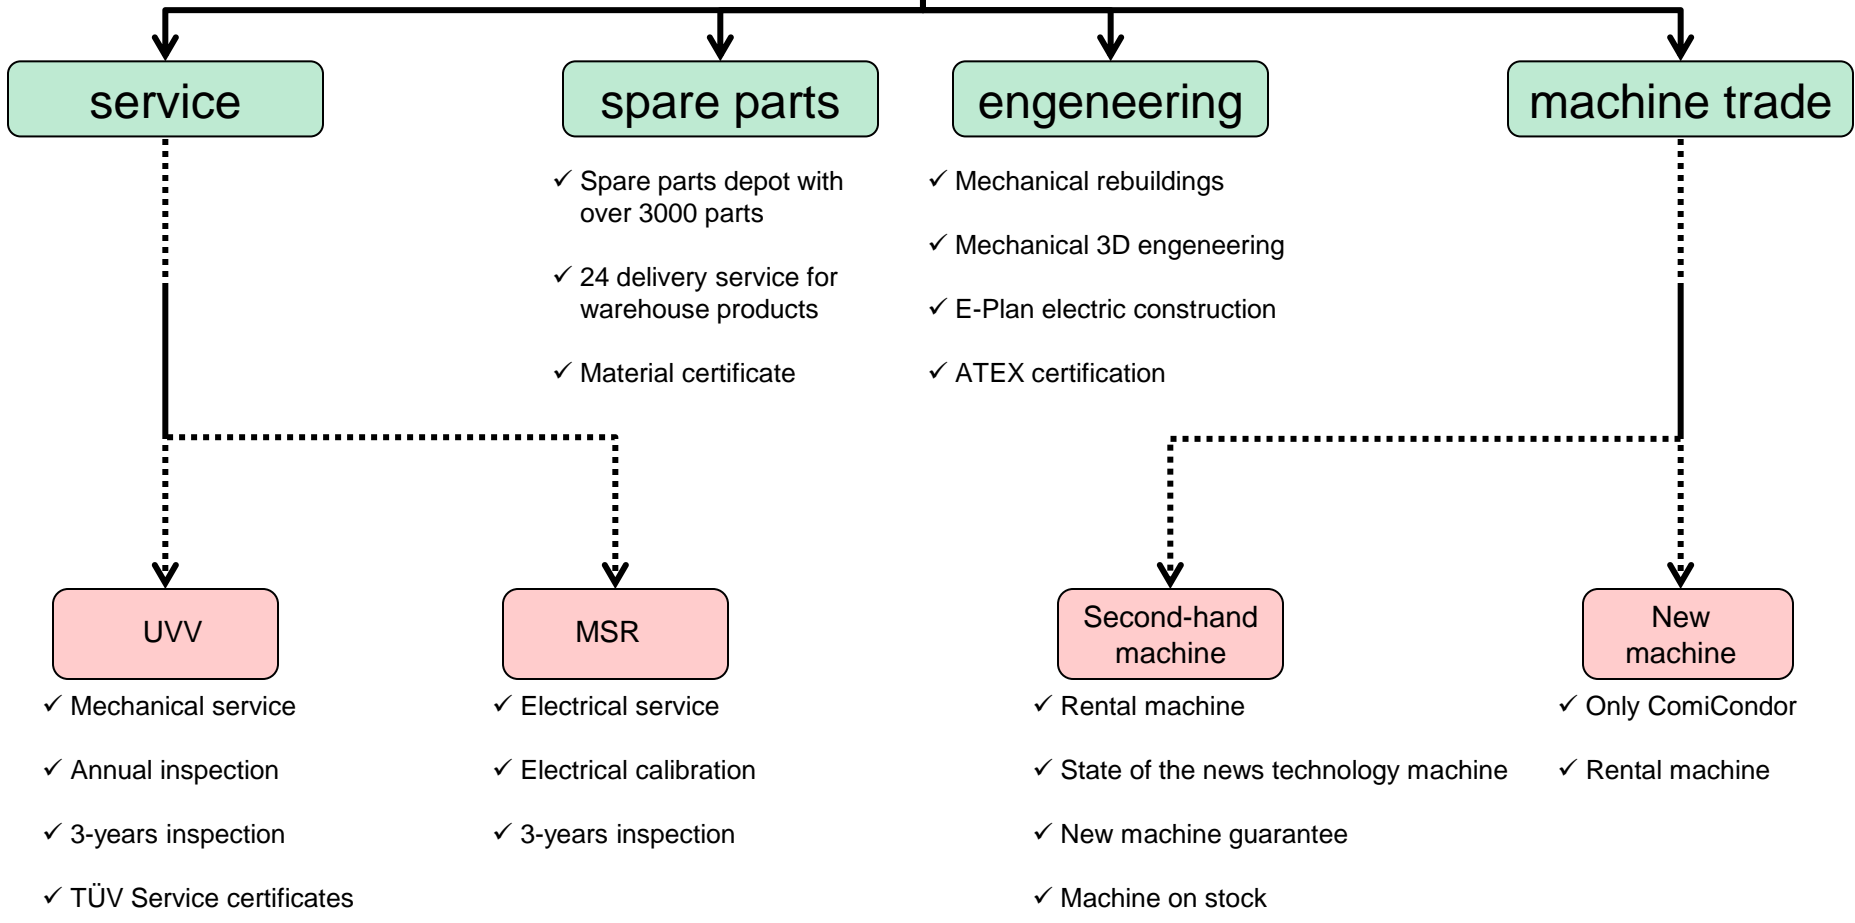 service
spare parts
engeneering
machine trade
Spare parts depot with
over 3000 parts
24 delivery service for
warehouse products
Material certificate
Mechanical rebuildings
Mechanical 3D engeneering
E-Plan electric construction
ATEX certification
UVV
Mechanical service
Annual inspection
3-years inspection
TÜV Service certificates
MSR
Electrical service
Electrical calibration
3-years inspection
Second-hand
machine
Rental machine
State of the news technology machine
New machine guarantee
Machine on stock
New
machine
Only ComiCondor
Rental machine